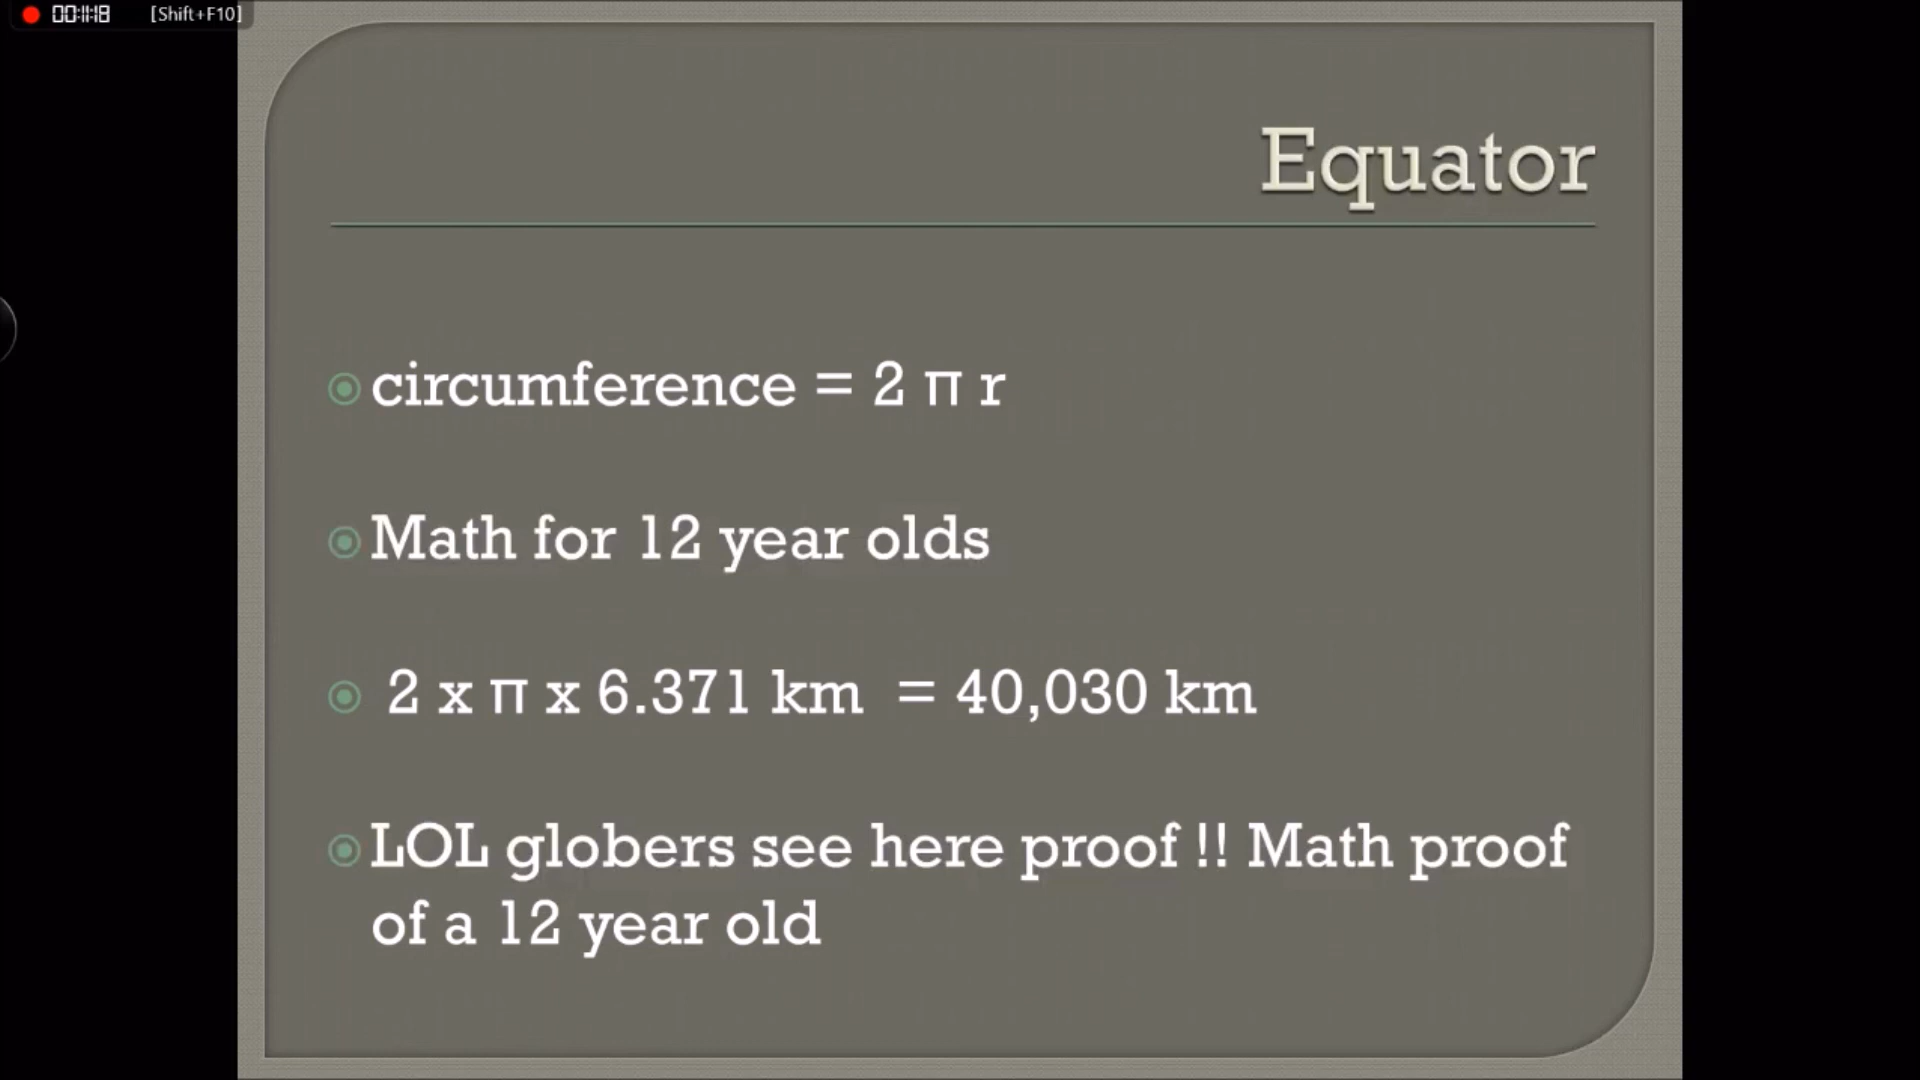 00:11:18 [Shift+F10]
Equator
circumference = 2 π r
Math for 12 year olds
2 x π x 6.371 km = 40,030 km
LOL globers see here proof !! Math proof
of a 12 year old